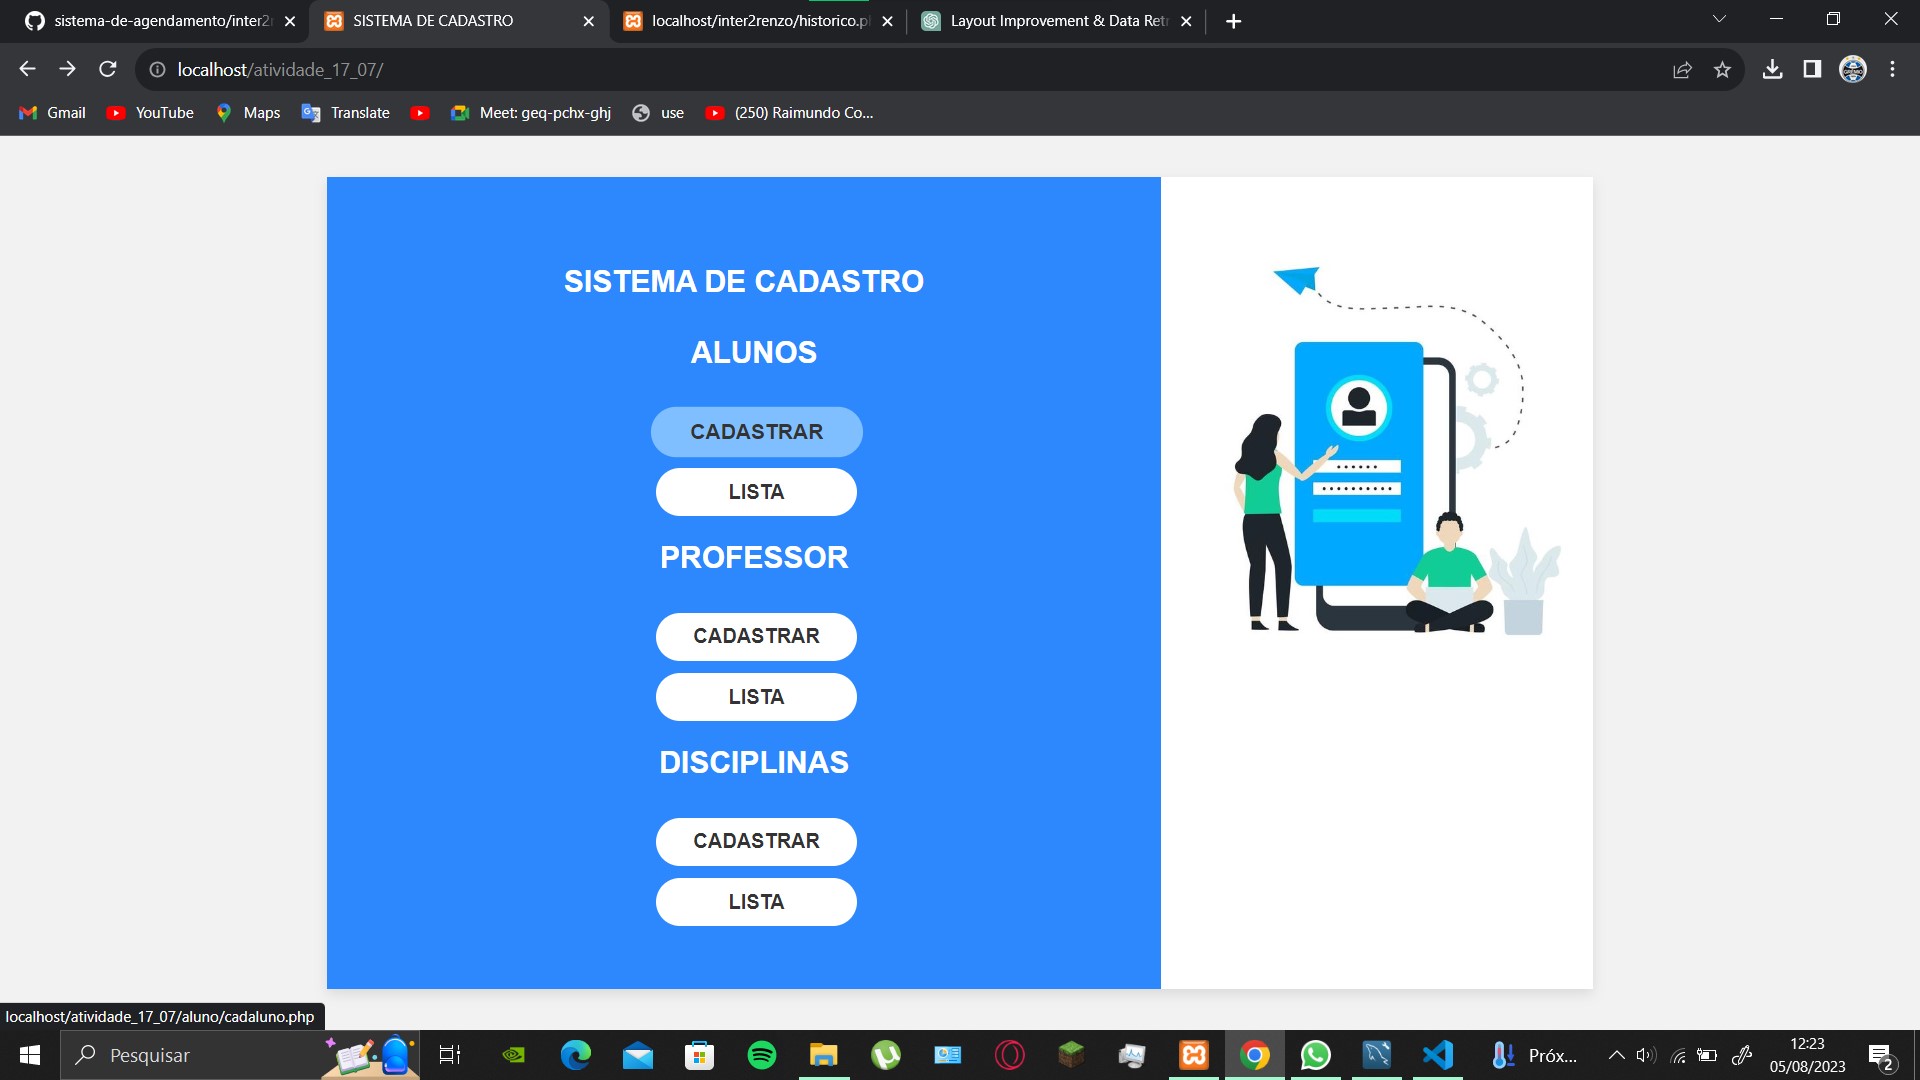 sistema-de-agendamento/inter2r
SISTEMA DE CADASTRO
localhost/inter2renzo/historico.p
Layout Improvement & Data Retr
localhost/atividade_17_07/
Gmail
YouTube
Maps
Translate
Meet: geq-pchx-ghj
use
(250) Raimundo Co...
SISTEMA DE CADASTRO
ALUNOS
CADASTRAR
LISTA
PROFESSOR
CADASTRAR
LISTA
DISCIPLINAS
CADASTRAR
LISTA
localhost/atividade_17_07/aluno/cadaluno.php
Pesquisar
Próx...
12:23
05/08/2023
2